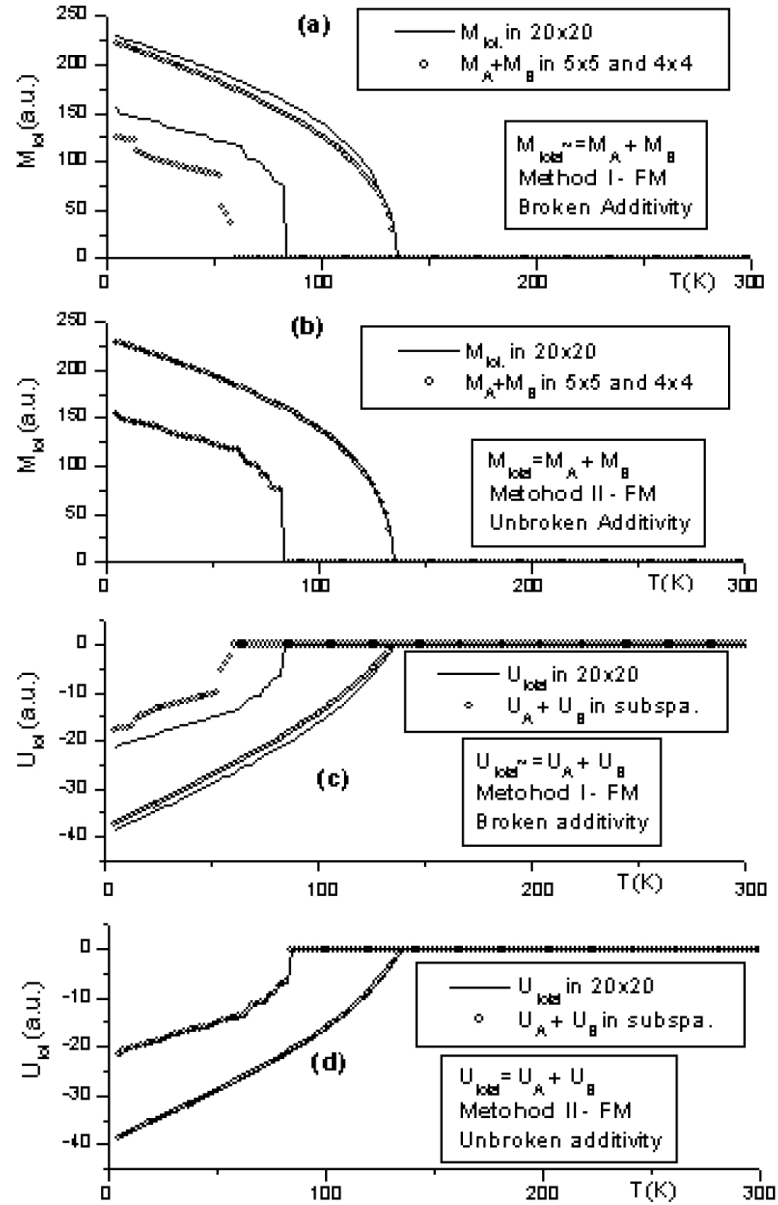 (a)
M_tot. in 20x20
M_A+M_B in 5x5 and 4x4
M_total ~= M_A + M_B
Method I - FM
Broken Additivity
M_tot (a.u.)
250
200
150
100
50
0
0
100
200
T(K)
300
(b)
M_tot. in 20x20
M_A+M_B in 5x5 and 4x4
M_total = M_A + M_B
Metohod II - FM
Unbroken Additivity
M_tot (a.u.)
250
200
150
100
50
0
0
100
200
T(K)
300
U_total in 20x20
U_A + U_B in subspa.
U_total ~= U_A + U_B
Metohod I - FM
Broken additivity
(c)
U_tot (a.u.)
0
-10
-20
-30
-40
0
100
200
T(K)
300
U_total in 20x20
U_A + U_B in subspa.
U_total = U_A + U_B
Metohod II - FM
Unbroken additivity
(d)
U_tot (a.u.)
0
-10
-20
-30
-40
0
100
200
T(K)
300